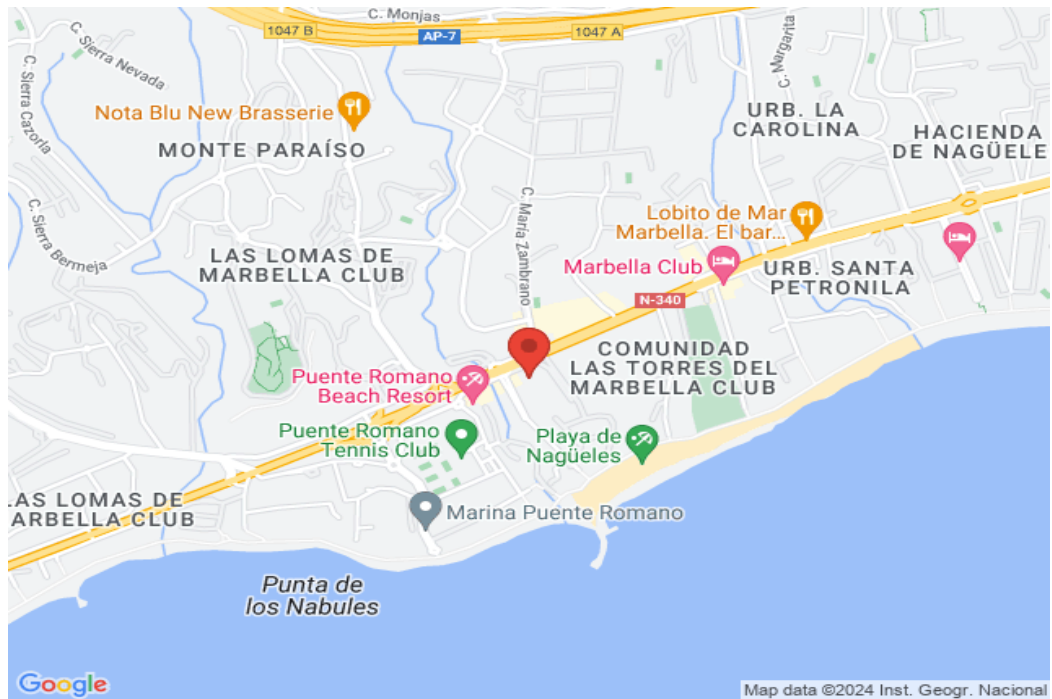 C. Monjas
1047 B
AP-7
1047 A
C. Sierra Nevada
C. Sierra Cazorla
C. Margarita
Nota Blu New Brasserie
MONTE PARAÍSO
URB. LA
CAROLINA
HACIENDA
DE NAGÜELE
C. María Zambrano
C. Sierra Bermeja
Lobito de Mar
Marbella. El bar...
LAS LOMAS DE
MARBELLA CLUB
Marbella Club
URB. SANTA
PETRONILA
N-340
COMUNIDAD
LAS TORRES DEL
MARBELLA CLUB
Puente Romano
Beach Resort
Puente Romano
Tennis Club
Playa de
Nagüeles
LAS LOMAS DE
ARBELLA CLUB
Marina Puente Romano
Punta de
los Nabules
Google
Map data ©2024 Inst. Geogr. Nacional